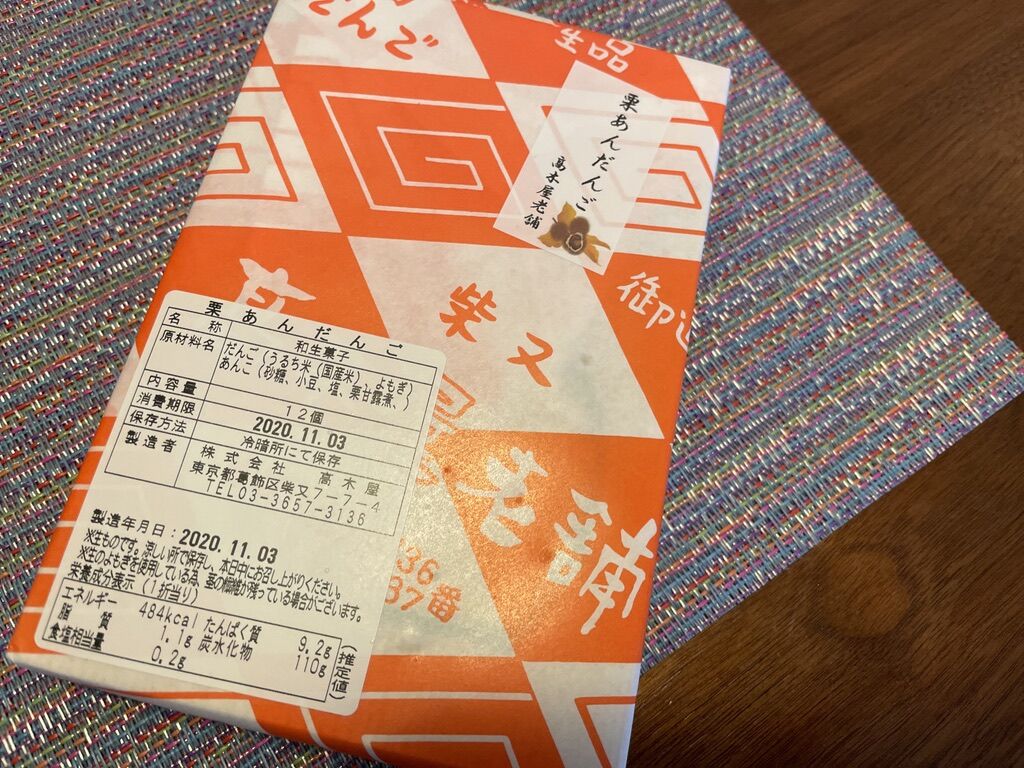 だんご
生品
栗あんだんご
高木屋老舗
柴又
御
老舗
36
37番
栗あんだんご
名称 和生菓子
原材料名 だんご(うるち米(国産米)、よもぎ)
あんこ(砂糖、小豆、塩、栗甘露煮、)
内容量 12個
消費期限 2020.11.03
保存方法 冷暗所にて保存
製造者 株式会社 高木屋
東京都葛飾区柴又7-7-4
TEL03-3657-3136
製造年月日:2020.11.03
※生ものです。涼しい所で保存し、本日中にお召し上がりください。
※生のよもぎを使用している為、茎の繊維が残っている場合がございます。
栄養成分表示(1折当り)
エネルギー 484kcal たんぱく質 9.2g
脂質 1.1g 炭水化物 110g
食塩相当量 0.2g (推定値)